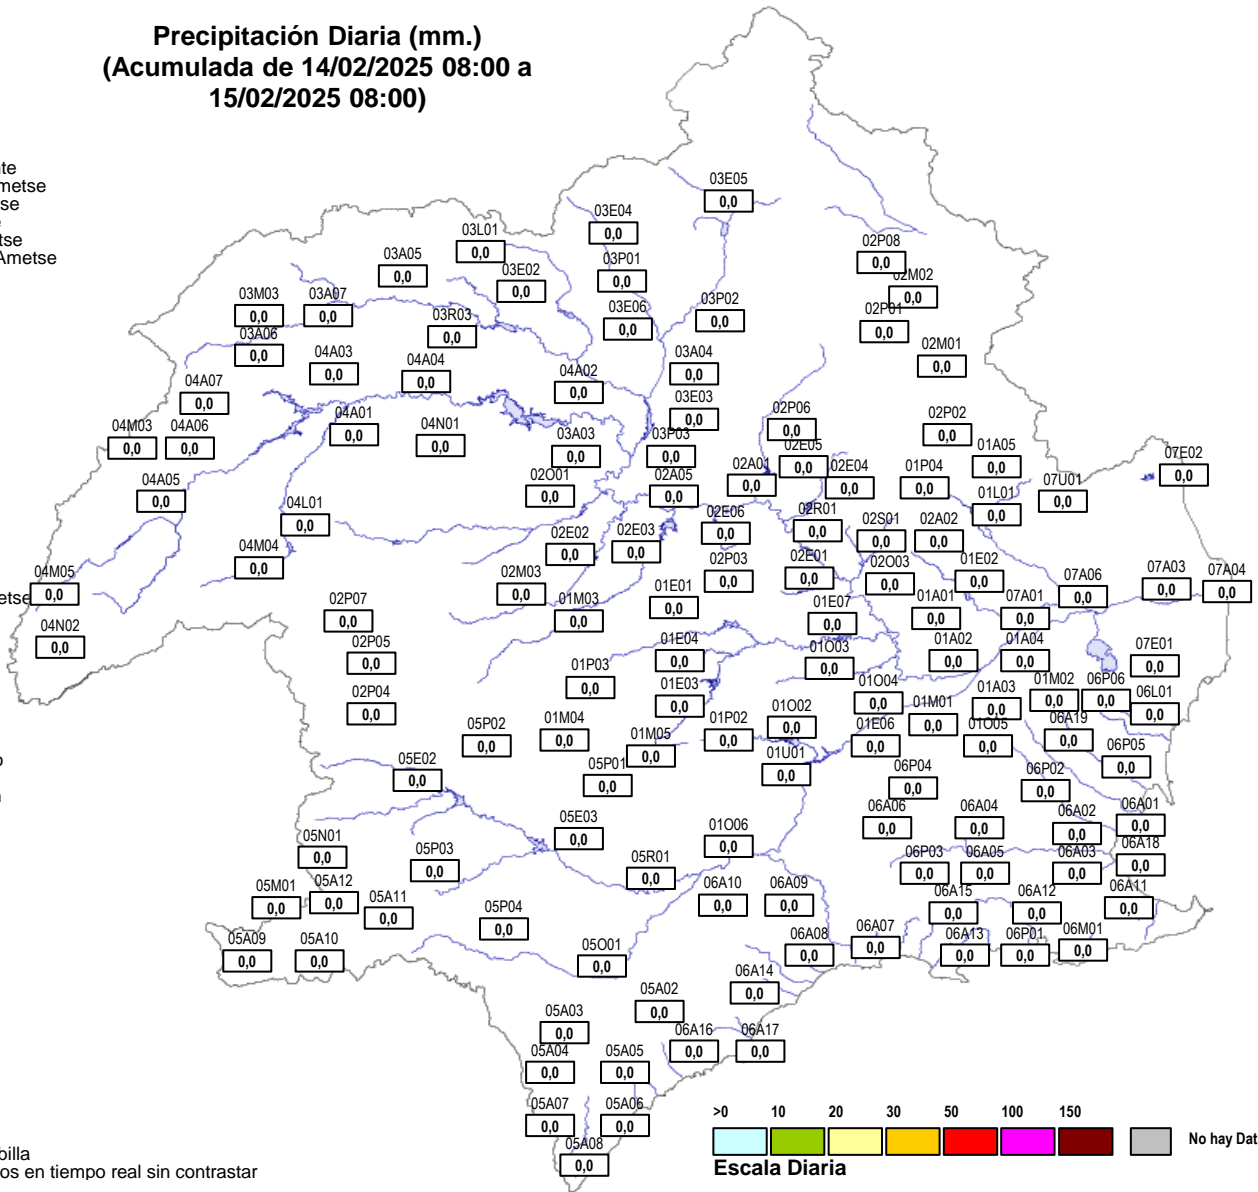 Precipitación Diaria (mm.)
(Acumulada de 14/02/2025 08:00 a
15/02/2025 08:00)
nte
metse
tse
e
tse
Ametse
03E05
0,0
03E04
0,0
03L01
0,0
03A05
0,0
03P01
0,0
02P08
0,0
03E02
0,0
02M02
0,0
03M03
0,0
03A07
0,0
03P02
0,0
03E06
0,0
02P01
0,0
03R03
0,0
03A06
0,0
02M01
0,0
04A03
0,0
03A04
0,0
04A04
0,0
04A02
0,0
04A07
0,0
03E03
0,0
02P06
0,0
04A01
0,0
02P02
0,0
04M03
0,0
04A06
0,0
04N01
0,0
03A03
0,0
03P03
0,0
02E05
0,0
01A05
0,0
07E02
0,0
02A01
0,0
02E04
0,0
01P04
0,0
02O01
0,0
02A05
0,0
04A05
0,0
07U01
0,0
01L01
0,0
04L01
0,0
02E06
0,0
02R01
0,0
02S01
0,0
02A02
0,0
02E02
0,0
02E03
0,0
04M04
0,0
02P03
0,0
02E01
0,0
02O03
0,0
01E02
0,0
04M05
0,0
etse
02M03
0,0
07A06
0,0
07A03
0,0
07A04
0,0
01E01
0,0
02P07
0,0
01M03
0,0
01E07
0,0
01A01
0,0
07A01
0,0
04N02
0,0
02P05
0,0
01E04
0,0
01O03
0,0
01A02
0,0
01A04
0,0
07E01
0,0
01P03
0,0
02P04
0,0
01E03
0,0
01O04
0,0
01A03
0,0
01M02
0,0
06P06
0,0
06L01
0,0
01M01
0,0
05P02
0,0
01M04
0,0
01P02
0,0
01O02
0,0
01E06
0,0
01O05
0,0
06A19
0,0
01M05
0,0
06P05
0,0
o
05E02
0,0
05P01
0,0
01U01
0,0
06P04
0,0
06P02
0,0
05E03
0,0
01O06
0,0
06A06
0,0
06A04
0,0
06A02
0,0
06A01
0,0
05N01
0,0
05P03
0,0
05R01
0,0
06P03
0,0
06A05
0,0
06A03
0,0
06A18
0,0
05M01
0,0
05A12
0,0
05A11
0,0
06A10
0,0
06A09
0,0
06A15
0,0
06A12
0,0
06A11
0,0
05P04
0,0
05A09
0,0
05A10
0,0
05O01
0,0
06A08
0,0
06A07
0,0
06A13
0,0
06P01
0,0
06M01
0,0
06A14
0,0
05A02
0,0
05A03
0,0
06A16
0,0
06A17
0,0
05A04
0,0
05A05
0,0
05A07
0,0
05A06
0,0
05A08
0,0
>0 10 20 30 50 100 150
No hay Dat
Escala Diaria
billa
os en tiempo real sin contrastar